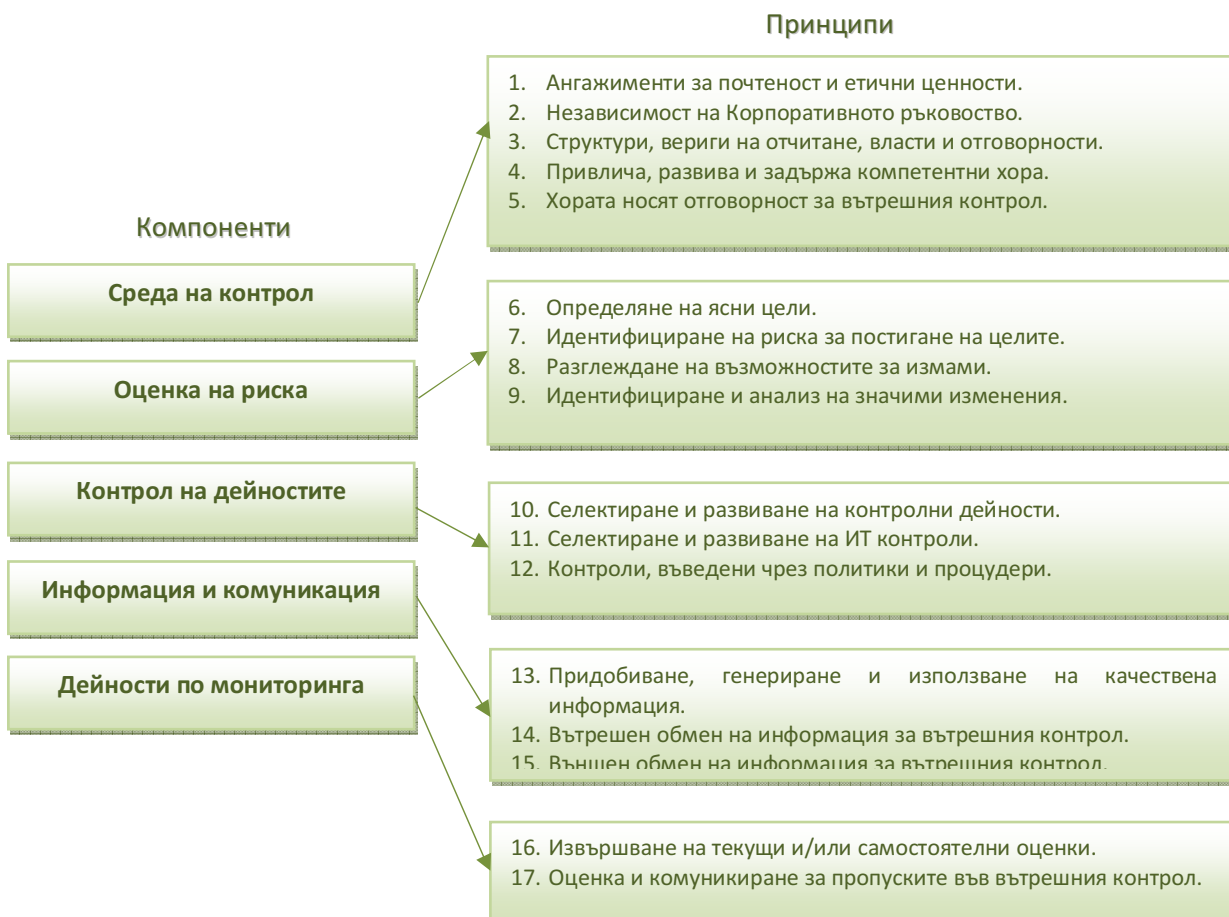 Принципи
1. Ангажименти за почтеност и етични ценности.
2. Независимост на Корпоративното ръковоство.
3. Структури, вериги на отчитане, власти и отговорности.
4. Привлича, развива и задържа компетентни хора.
5. Хората носят отговорност за вътрешния контрол.
Компоненти
Среда на контрол
Оценка на риска
Контрол на дейностите
Информация и комуникация
Дейности по мониторинга
6. Определяне на ясни цели.
7. Идентифициране на риска за постигане на целите.
8. Разглеждане на възможностите за измами.
9. Идентифициране и анализ на значими изменения.
10. Селектиране и развиване на контролни дейности.
11. Селектиране и развиване на ИТ контроли.
12. Контроли, въведени чрез политики и процудери.
13. Придобиване, генериране и използване на качествена
информация.
14. Вътрешен обмен на информация за вътрешния контрол.
15. Външен обмен на информация за вътрешния контрол.
16. Извършване на текущи и/или самостоятелни оценки.
17. Оценка и комуникиране за пропуските във вътрешния контрол.